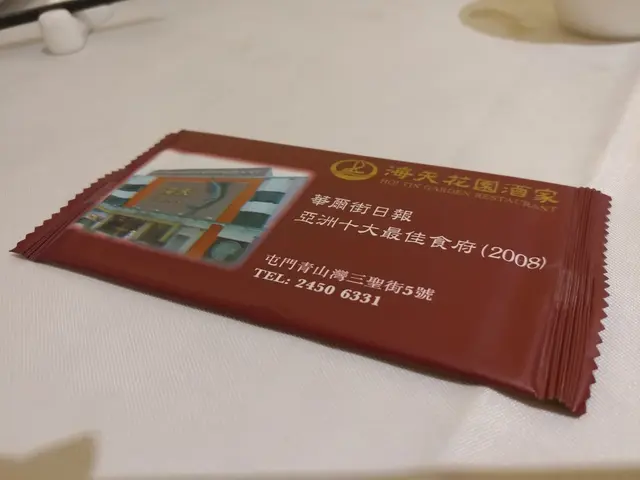 海天花園酒家
HOI TIN GARDEN RESTAURANT
華爾街日報
亞洲十大最佳食府(2008)
屯門青山灣三聖街5號
TEL: 2450 6331